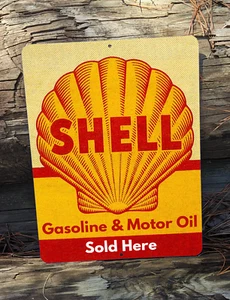 SHELL
Gasoline & Motor Oil
Sold Here